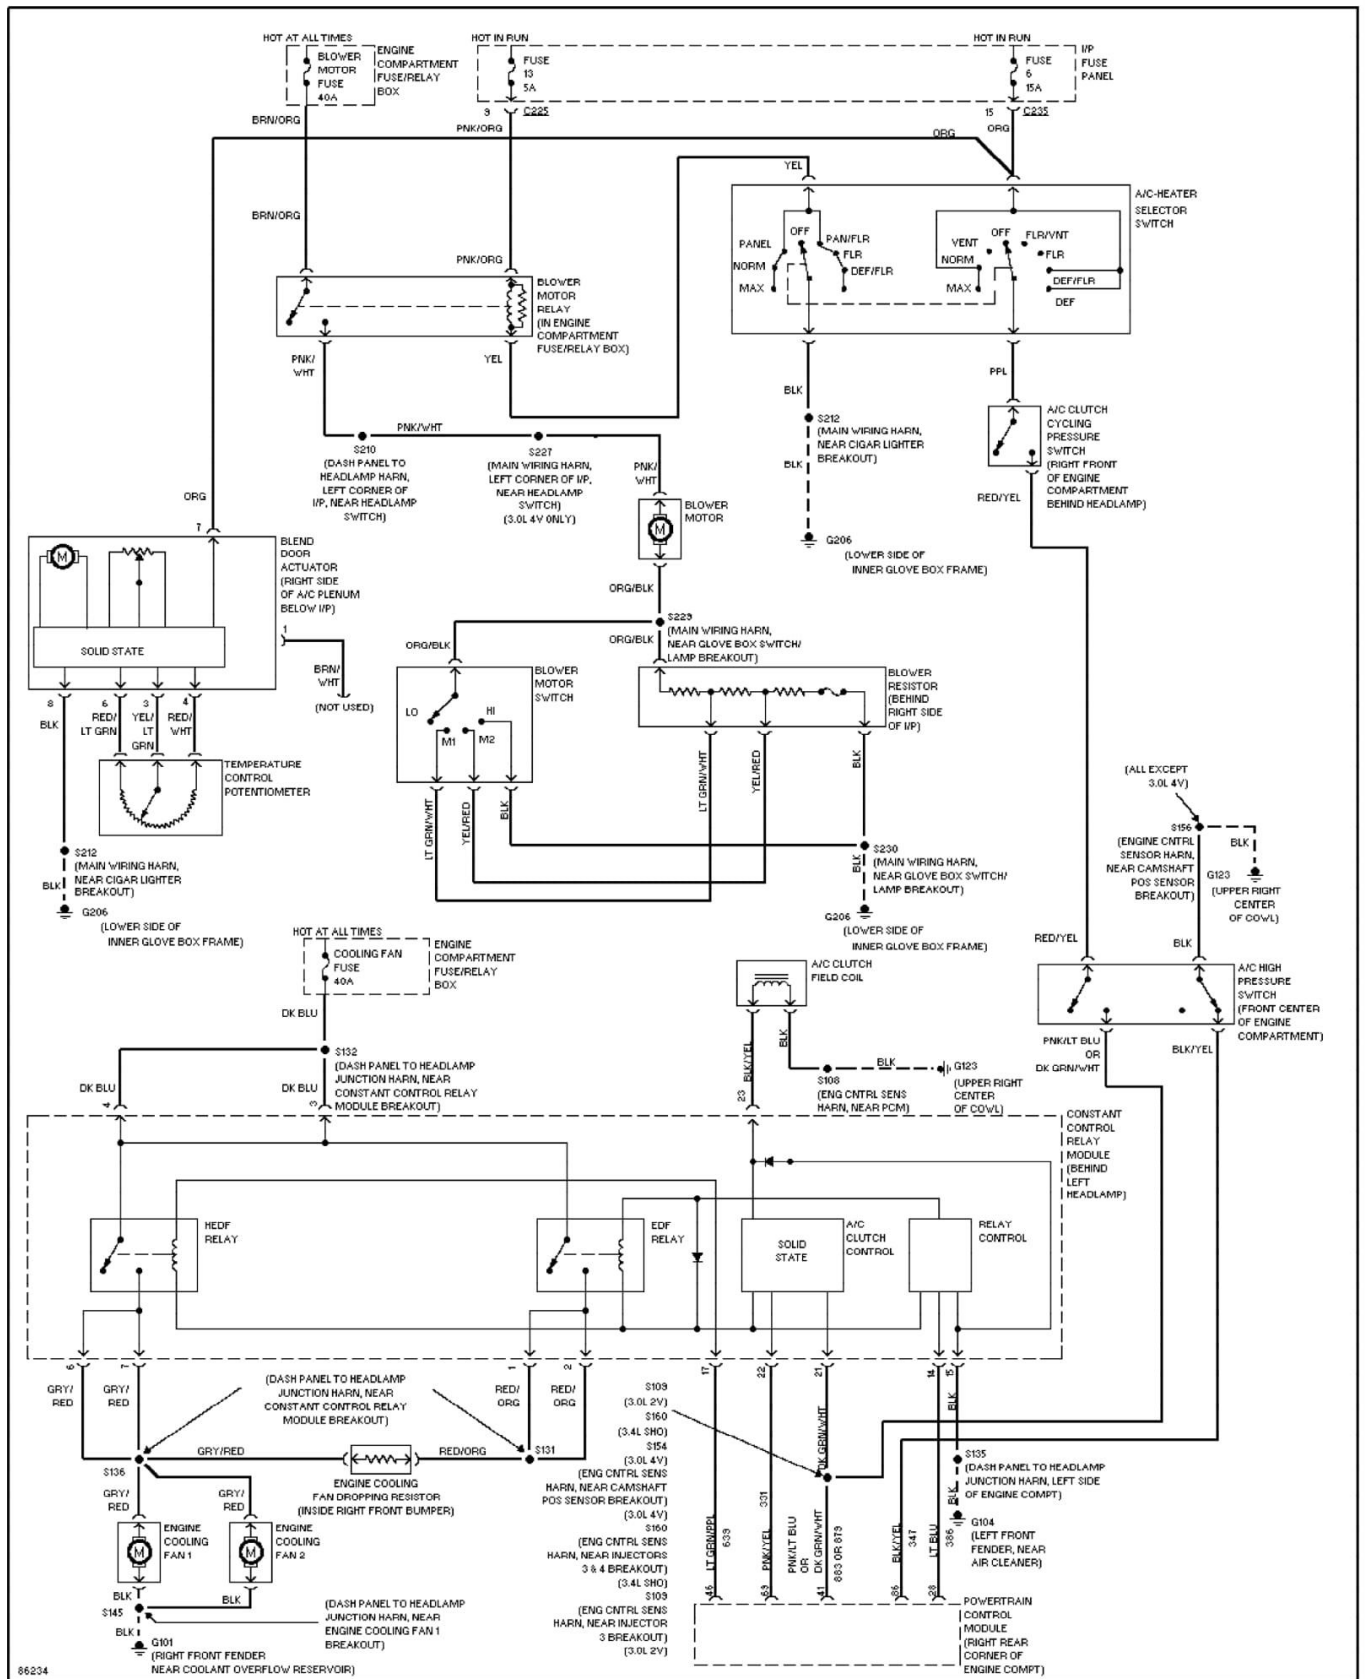 HOT AT ALL TIMES
BLOWER
MOTOR
FUSE
40A
ENGINE
COMPARTMENT
FUSE/RELAY
BOX
HOT IN RUN
FUSE
13
5A
HOT IN RUN
FUSE
6
15A
I/P
FUSE
PANEL
BRN/ORG
9
C225
PNK/ORG
15
C235
ORG
ORG
YEL
A/C-HEATER
SELECTOR
SWITCH
BRN/ORG
PNK/ORG
OFF
PANEL
PAN/FLR
FLR
NORM
DEF/FLR
MAX
OFF
FLR/VNT
VENT
FLR
NORM
DEF/FLR
MAX
DEF
BLOWER
MOTOR
RELAY
(IN ENGINE
COMPARTMENT
FUSE/RELAY BOX)
PNK/
WHT
YEL
BLK
PPL
PNK/WHT
S210
(DASH PANEL TO
HEADLAMP HARN,
LEFT CORNER OF
I/P, NEAR HEADLAMP
SWITCH)
S227
(MAIN WIRING HARN,
LEFT CORNER OF I/P,
NEAR HEADLAMP
SWITCH)
(3.0L 4V ONLY)
PNK/
WHT
S212
(MAIN WIRING HARN,
NEAR CIGAR LIGHTER
BREAKOUT)
BLK
A/C CLUTCH
CYCLING
PRESSURE
SWITCH
(RIGHT FRONT
OF ENGINE
COMPARTMENT
BEHIND HEADLAMP)
RED/YEL
ORG
7
BLOWER
MOTOR
M
G206
(LOWER SIDE OF
INNER GLOVE BOX FRAME)
M
BLEND
DOOR
ACTUATOR
(RIGHT SIDE
OF A/C PLENUM
BELOW I/P)
SOLID STATE
1
BRN/
WHT
(NOT USED)
ORG/BLK
S229
(MAIN WIRING HARN,
NEAR GLOVE BOX SWITCH/
LAMP BREAKOUT)
ORG/BLK
ORG/BLK
BLOWER
MOTOR
SWITCH
LO
HI
M1
M2
BLOWER
RESISTOR
(BEHIND
RIGHT SIDE
OF I/P)
8
6
3
4
BLK
RED/
LT GRN
YEL/
LT
GRN
RED/
WHT
TEMPERATURE
CONTROL
POTENTIOMETER
LT GRN/WHT
YEL/RED
BLK
LT GRN/WHT
YEL/RED
BLK
S212
(MAIN WIRING HARN,
NEAR CIGAR LIGHTER
BREAKOUT)
BLK
G206
(LOWER SIDE OF
INNER GLOVE BOX FRAME)
S230
(MAIN WIRING HARN,
NEAR GLOVE BOX SWITCH/
LAMP BREAKOUT)
BLK
G206
(LOWER SIDE OF
INNER GLOVE BOX FRAME)
(ALL EXCEPT
3.0L 4V)
S156
(ENGINE CNTRL
SENSOR HARN,
NEAR CAMSHAFT
POS SENSOR
BREAKOUT)
BLK
G123
(UPPER RIGHT
CENTER
OF COWL)
RED/YEL
BLK
HOT AT ALL TIMES
COOLING FAN
FUSE
40A
ENGINE
COMPARTMENT
FUSE/RELAY
BOX
DK BLU
S132
(DASH PANEL TO HEADLAMP
JUNCTION HARN, NEAR
CONSTANT CONTROL RELAY
MODULE BREAKOUT)
DK BLU
DK BLU
4
3
A/C CLUTCH
FIELD COIL
BLK/YEL
BLK
BLK
S108
(ENG CNTRL SENS
HARN, NEAR PCM)
G123
(UPPER RIGHT
CENTER
OF COWL)
23
A/C HIGH
PRESSURE
SWITCH
(FRONT CENTER
OF ENGINE
COMPARTMENT)
PNK/LT BLU
OR
DK GRN/WHT
BLK/YEL
CONSTANT
CONTROL
RELAY
MODULE
(BEHIND
LEFT
HEADLAMP)
HEDF
RELAY
EDF
RELAY
SOLID
STATE
A/C
CLUTCH
CONTROL
RELAY
CONTROL
6
7
1
2
17
22
21
14
15
GRY/
RED
GRY/
RED
(DASH PANEL TO HEADLAMP
JUNCTION HARN, NEAR
CONSTANT CONTROL RELAY
MODULE BREAKOUT)
RED/
ORG
RED/
ORG
GRY/RED
RED/ORG
S136
S131
ENGINE COOLING
FAN DROPPING RESISTOR
(INSIDE RIGHT FRONT BUMPER)
GRY/
RED
GRY/
RED
ENGINE
COOLING
FAN 1
M
ENGINE
COOLING
FAN 2
M
BLK
BLK
S145
BLK
G101
(RIGHT FRONT FENDER
NEAR COOLANT OVERFLOW RESERVOIR)
(DASH PANEL TO HEADLAMP
JUNCTION HARN, NEAR
ENGINE COOLING FAN 1
BREAKOUT)
S109
(3.0L 2V)
S160
(3.4L SHO)
S154
(3.0L 4V)
(ENG CNTRL SENS
HARN, NEAR CAMSHAFT
POS SENSOR BREAKOUT)
(3.0L 4V)
S160
(ENG CNTRL SENS
HARN, NEAR INJECTORS
3 & 4 BREAKOUT)
(3.4L SHO)
S109
(ENG CNTRL SENS
HARN, NEAR INJECTOR
3 BREAKOUT)
(3.0L 2V)
DK GRN/WHT
BLK
S135
(DASH PANEL TO HEADLAMP
JUNCTION HARN, LEFT SIDE
OF ENGINE COMPT)
BLK
G104
(LEFT FRONT
FENDER, NEAR
AIR CLEANER)
LT GRN/PPL
639
PNK/YEL
331
PNK/LT BLU
OR
DK GRN/WHT
883 OR 879
BLK/YEL
347
LT BLU
386
46
69
41
86
28
POWERTRAIN
CONTROL
MODULE
(RIGHT REAR
CORNER OF
ENGINE COMPT)
86234